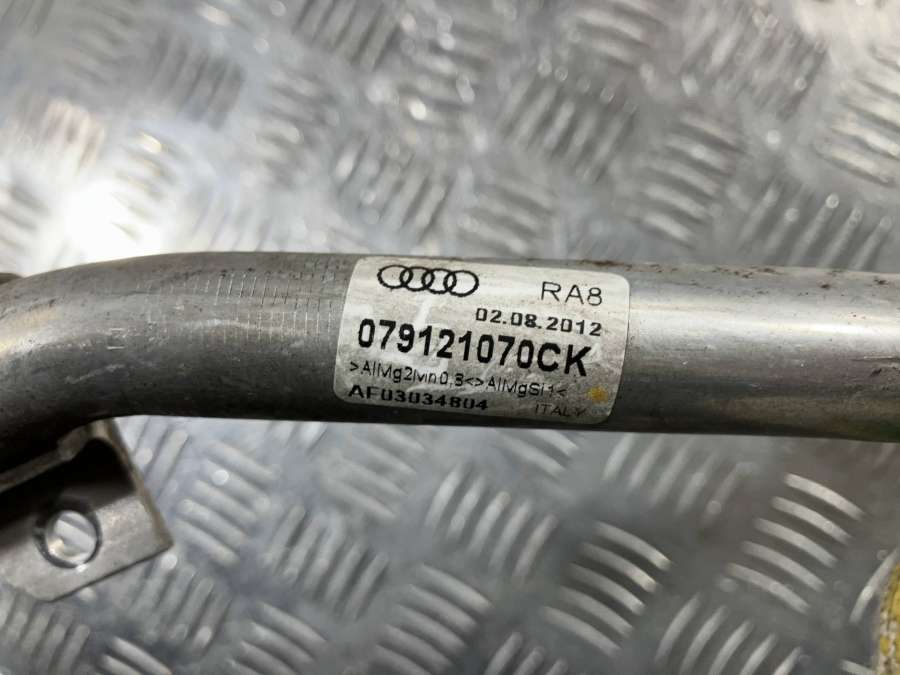 RA8
02.08.2012
079121070CK
>AlMg2Mn0,3<>AlMgSi1<
AF03034804 ITALY